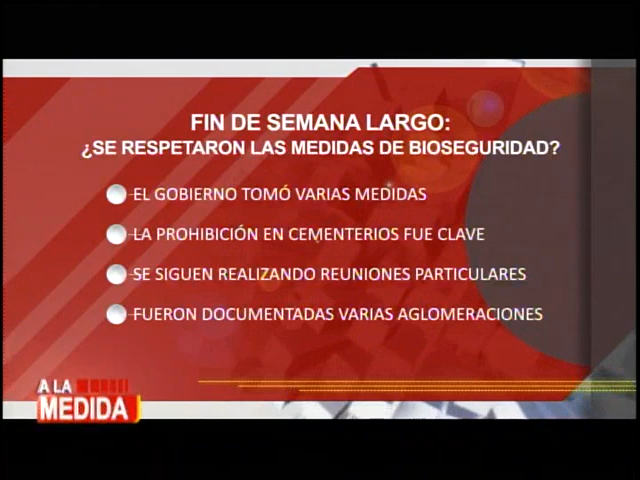 FIN DE SEMANA LARGO:
¿SE RESPETARON LAS MEDIDAS DE BIOSEGURIDAD?
EL GOBIERNO TOMÓ VARIAS MEDIDAS
LA PROHIBICIÓN EN CEMENTERIOS FUE CLAVE
SE SIGUEN REALIZANDO REUNIONES PARTICULARES
FUERON DOCUMENTADAS VARIAS AGLOMERACIONES
A LA
MEDIDA